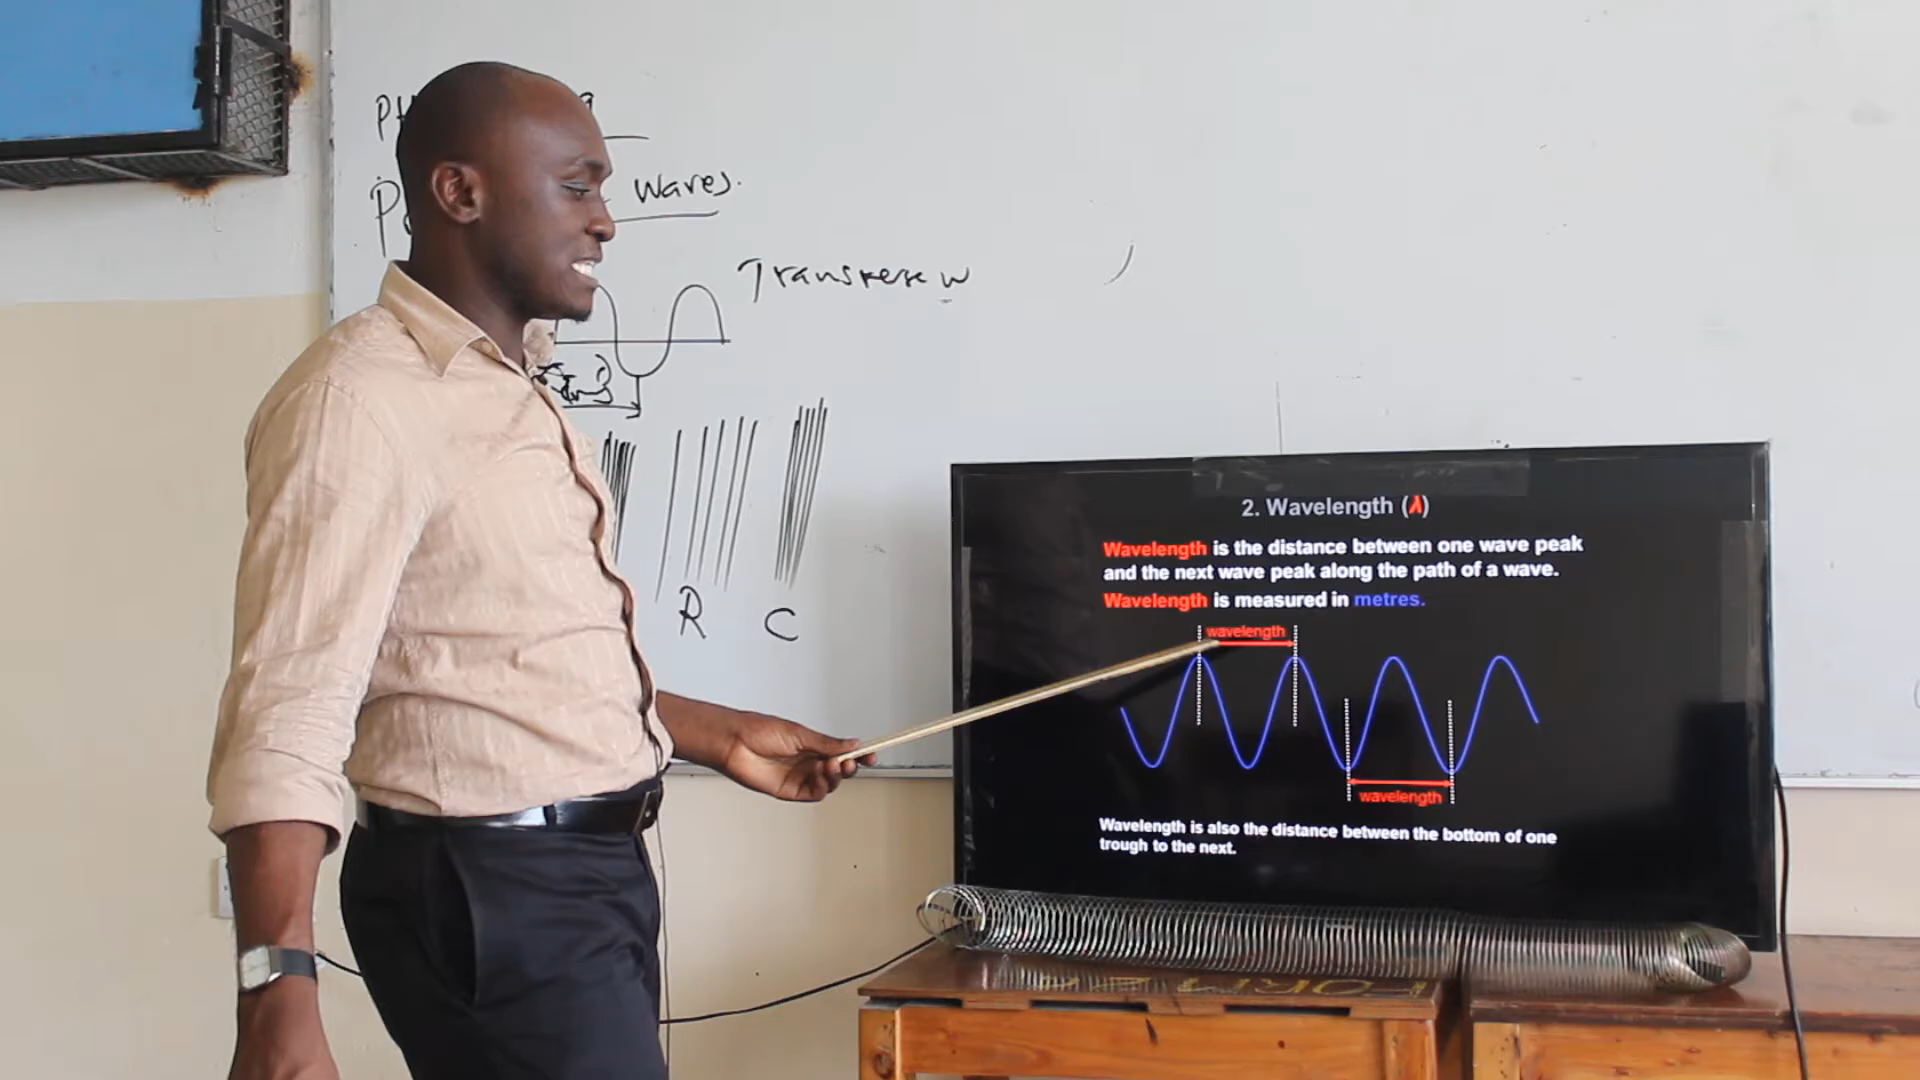 Waves.
Transverse w
R C
2. Wavelength (λ)
Wavelength is the distance between one wave peak
and the next wave peak along the path of a wave.
Wavelength is measured in metres.
wavelength
wavelength
Wavelength is also the distance between the bottom of one
trough to the next.
FORM